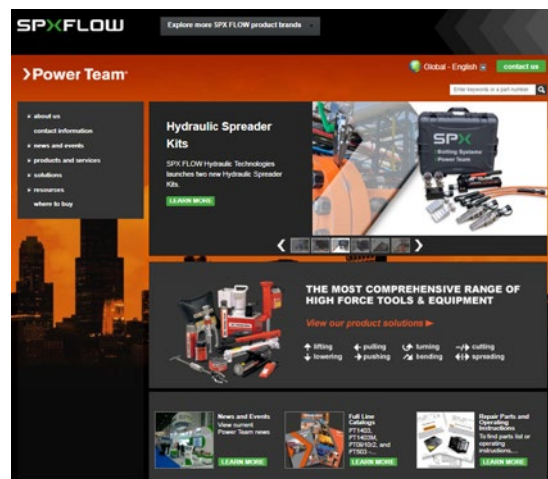 SPXFLOW
Explore more SPX FLOW product brands
Global - English
contact us
Power Team
Enter keywords or a part number
about us
contact information
news and events
products and services
solutions
resources
where to buy
Hydraulic Spreader
Kits
SPX FLOW Hydraulic Technologies
launches two new Hydraulic Spreader
Kits.
LEARN MORE
SPX
Bolting Systems
Power Team
THE MOST COMPREHENSIVE RANGE OF
HIGH FORCE TOOLS & EQUIPMENT
View our product solutions
lifting pulling turning cutting
lowering pushing bending spreading
News and Events
View current
Power Team news
LEARN MORE
Full Line
Catalogs
PT1403,
PT1403M,
PT0910/2, and
PT503 -...
LEARN MORE
Repair Parts and
Operating
Instructions
To find parts list or
operating
instructions....
LEARN MORE